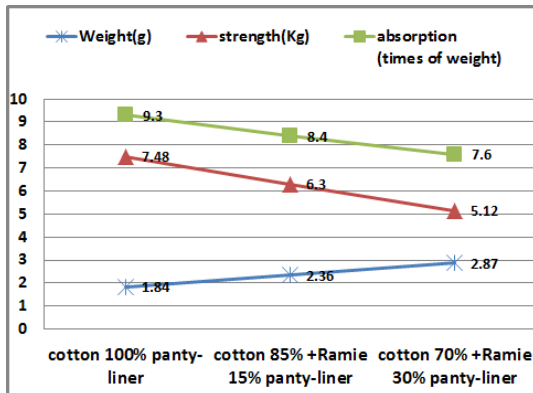 Weight(g) strength(Kg) absorption
(times of weight)
10
9
8
7
6
5
4
3
2
1
0
9.3 8.4 7.6
7.48 6.3 5.12
1.84 2.36 2.87
cotton 100% panty- cotton 85% +Ramie cotton 70% +Ramie
liner 15% panty-liner 30% panty-liner